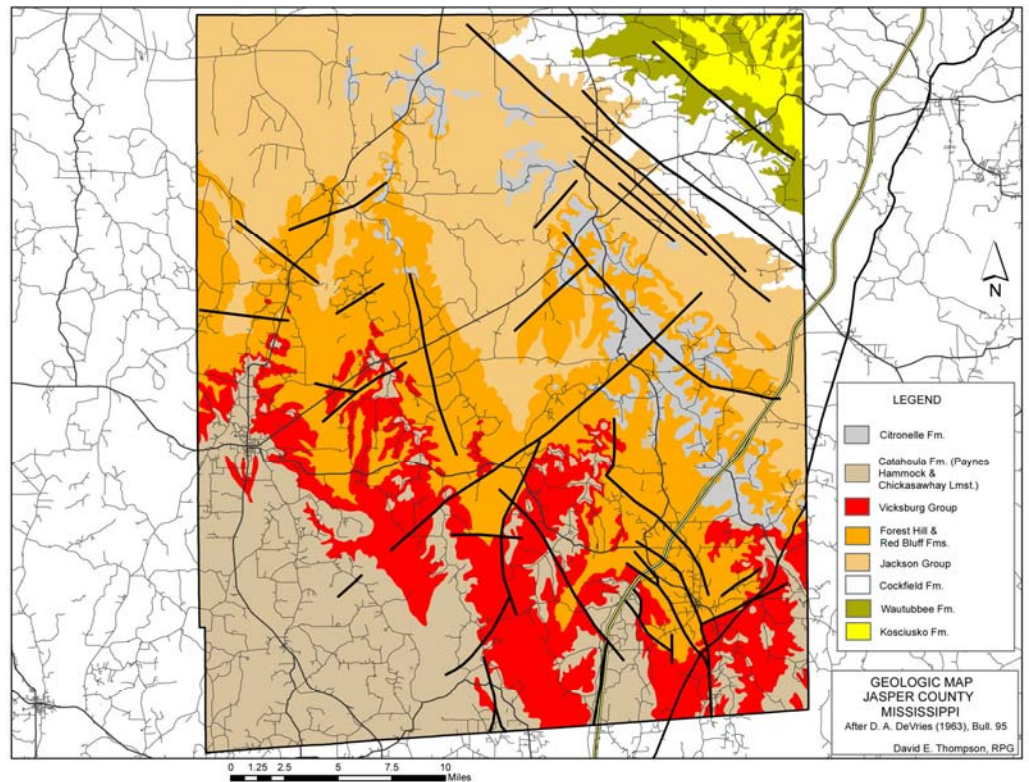 N
LEGEND
Citronelle Fm.
Catahoula Fm. (Paynes
Hammock &
Chickasawhay Lmst.)
Vicksburg Group
Forest Hill &
Red Bluff Fms.
Jackson Group
Cockfield Fm.
Wautubbee Fm.
Kosciusko Fm.
GEOLOGIC MAP
JASPER COUNTY
MISSISSIPPI
After D. A. DeVries (1963), Bull. 95
David E. Thompson, RPG
0 1.25 2.5 5 7.5 10
Miles